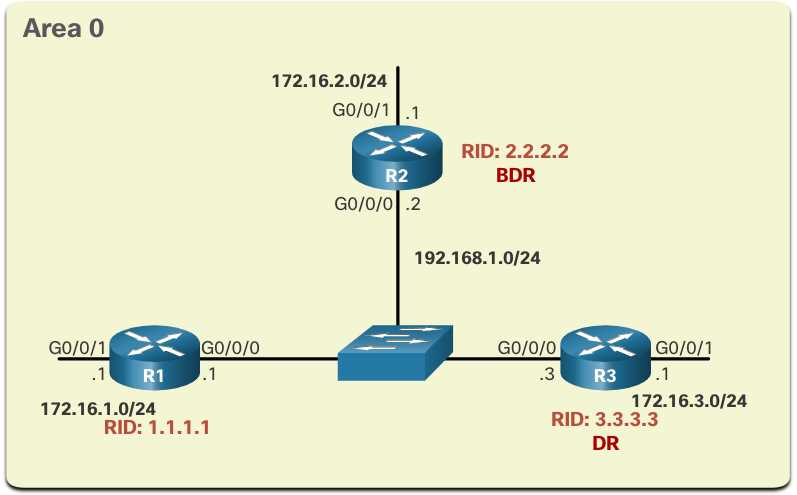 Area 0
172.16.2.0/24
G0/0/1
.1
R2
RID: 2.2.2.2
BDR
G0/0/0
.2
192.168.1.0/24
G0/0/1
.1
R1
G0/0/0
.1
172.16.1.0/24
RID: 1.1.1.1
G0/0/0
.3
R3
G0/0/1
.1
172.16.3.0/24
RID: 3.3.3.3
DR